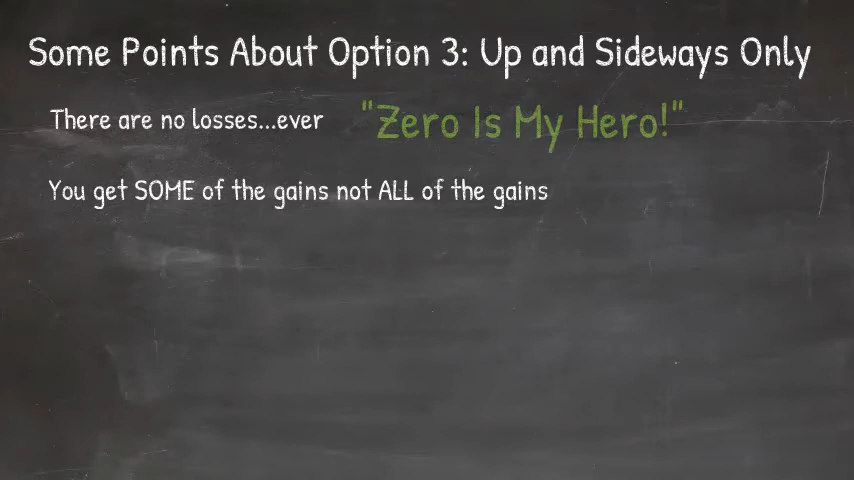 Some Points About Option 3: Up and Sideways Only
There are no losses...ever "Zero Is My Hero!"
You get SOME of the gains not ALL of the gains